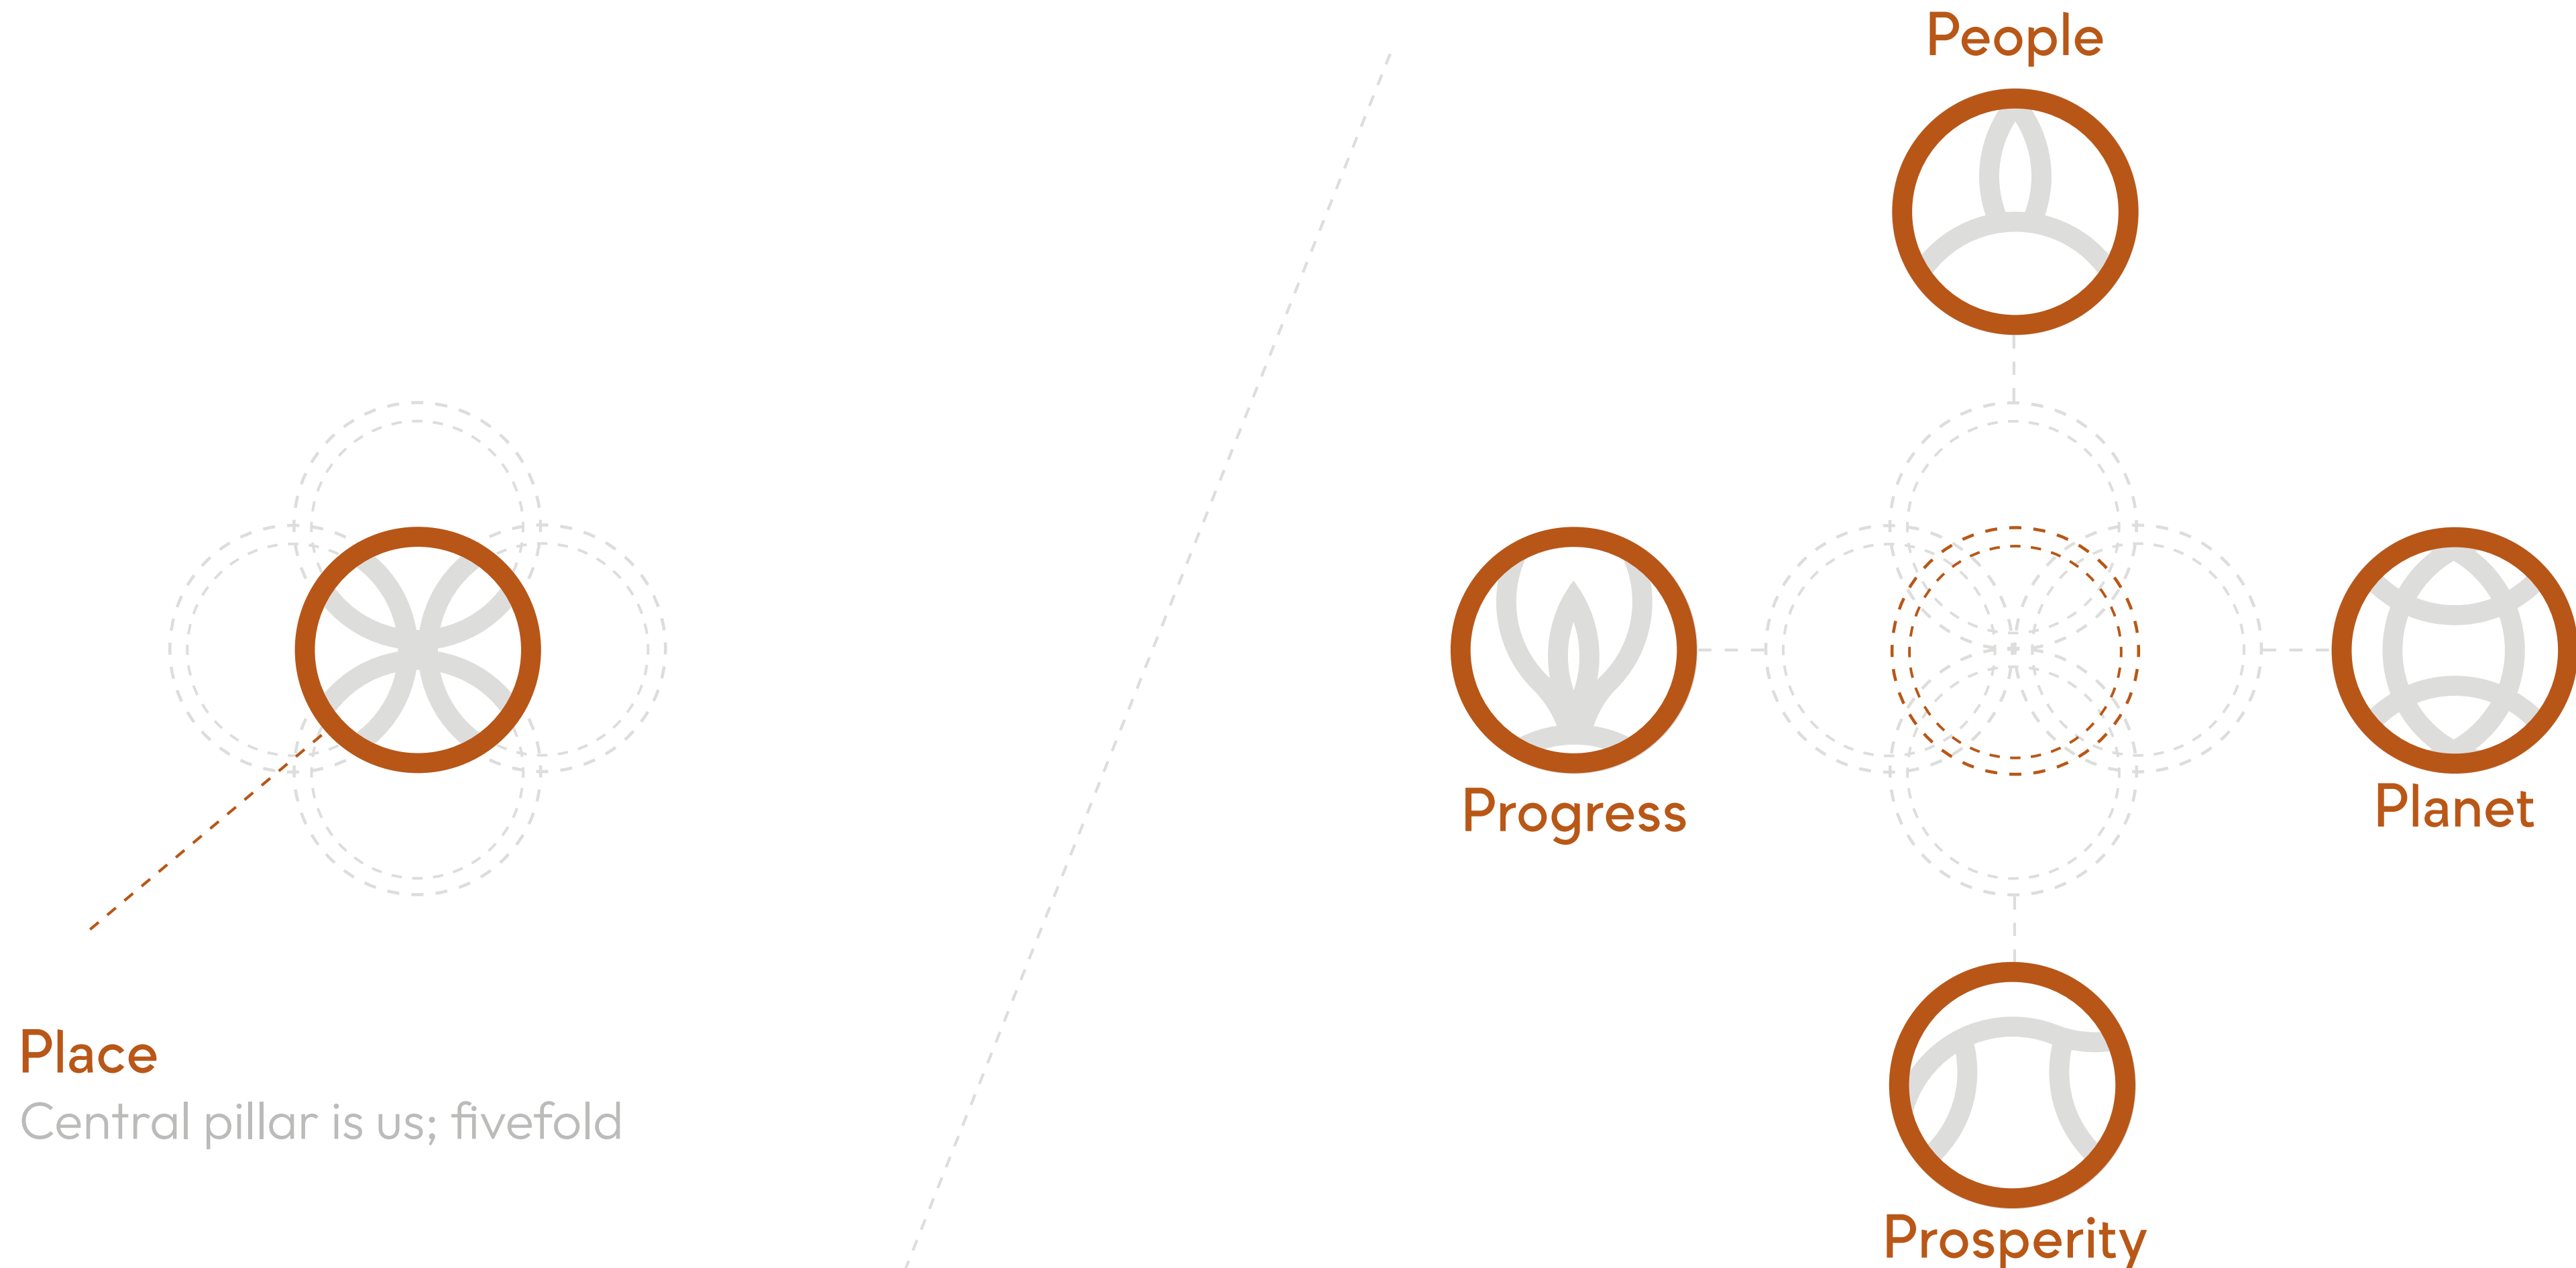 People
Progress
Planet
Place
Central pillar is us; fivefold
Prosperity